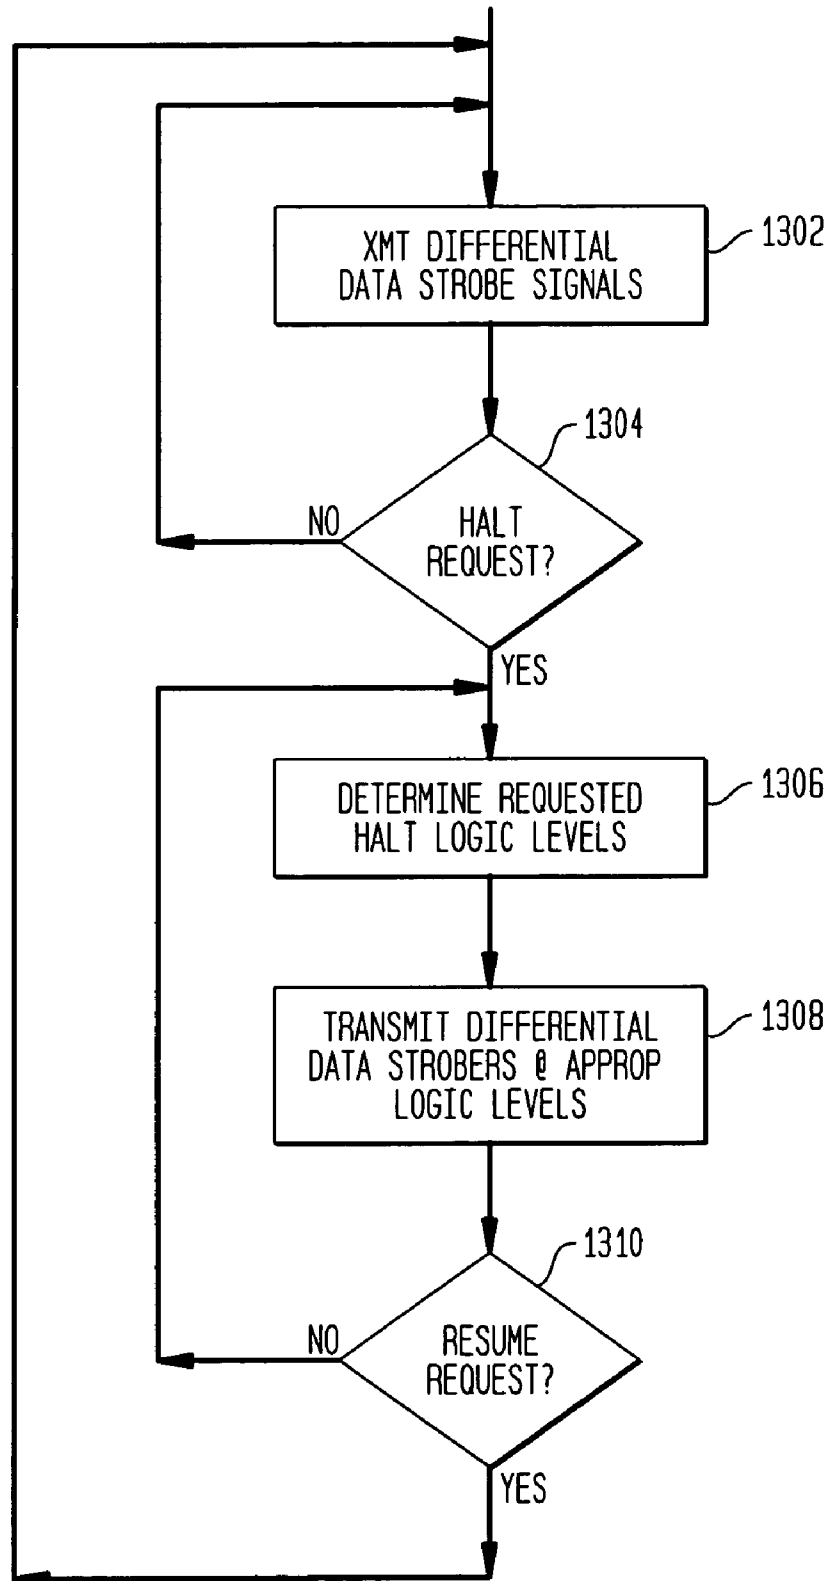 XMT DIFFERENTIAL
DATA STROBE SIGNALS
1302
1304
HALT
REQUEST?
NO
YES
DETERMINE REQUESTED
HALT LOGIC LEVELS
1306
TRANSMIT DIFFERENTIAL
DATA STROBERS @ APPROP
LOGIC LEVELS
1308
1310
RESUME
REQUEST?
NO
YES